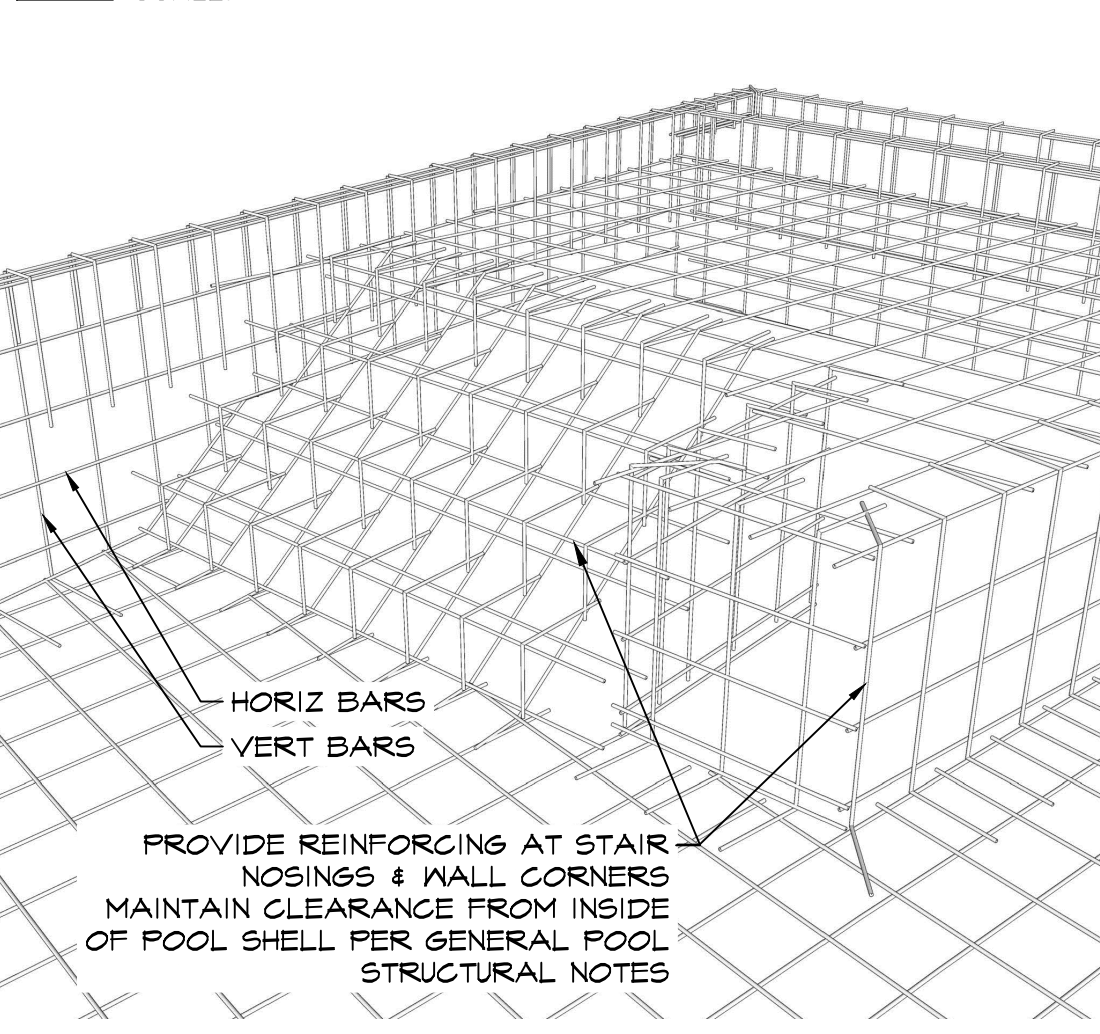 HORIZ BARS
VERT BARS
PROVIDE REINFORCING AT STAIR
NOSINGS & WALL CORNERS
MAINTAIN CLEARANCE FROM INSIDE
OF POOL SHELL PER GENERAL POOL
STRUCTURAL NOTES